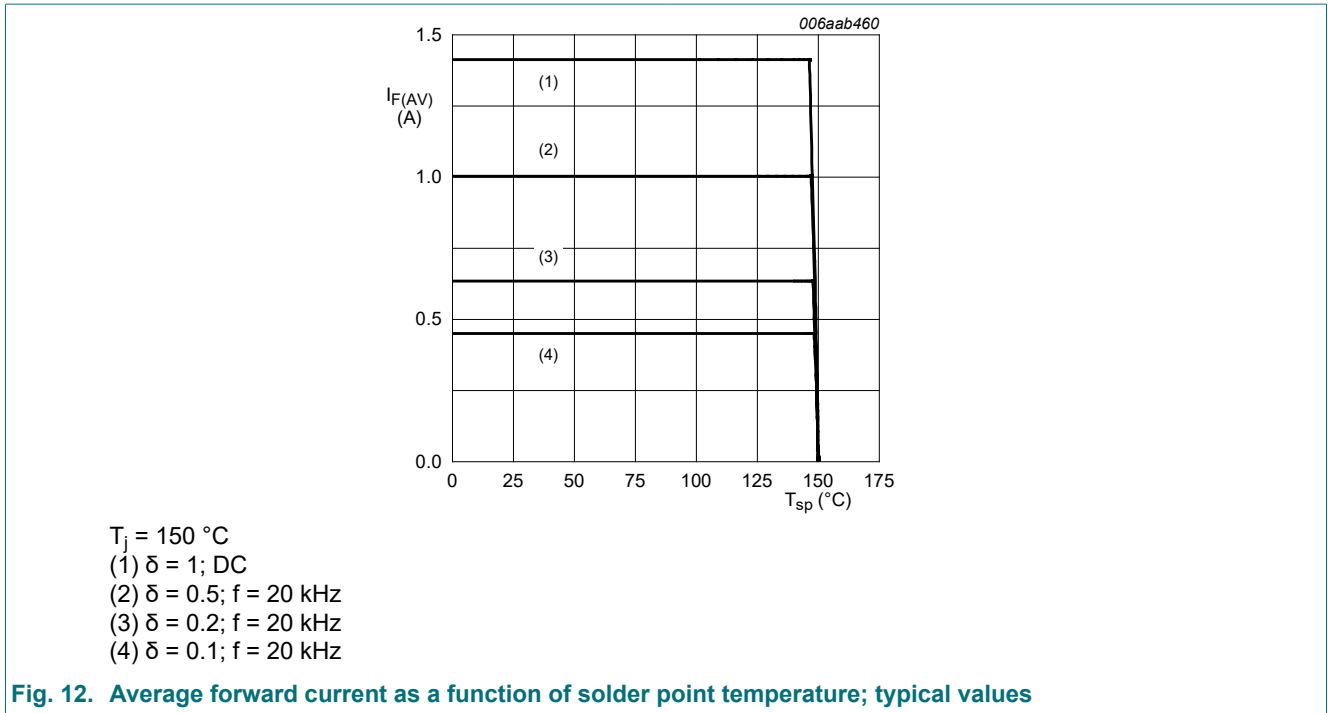 006aab460
1.5
I_F(AV)
(A)
(1)
(2)
1.0
(3)
0.5
(4)
0.0
0 25 50 75 100 125 150 175
T_sp (°C)
T_j = 150 °C
(1) δ = 1; DC
(2) δ = 0.5; f = 20 kHz
(3) δ = 0.2; f = 20 kHz
(4) δ = 0.1; f = 20 kHz
Fig. 12. Average forward current as a function of solder point temperature; typical values